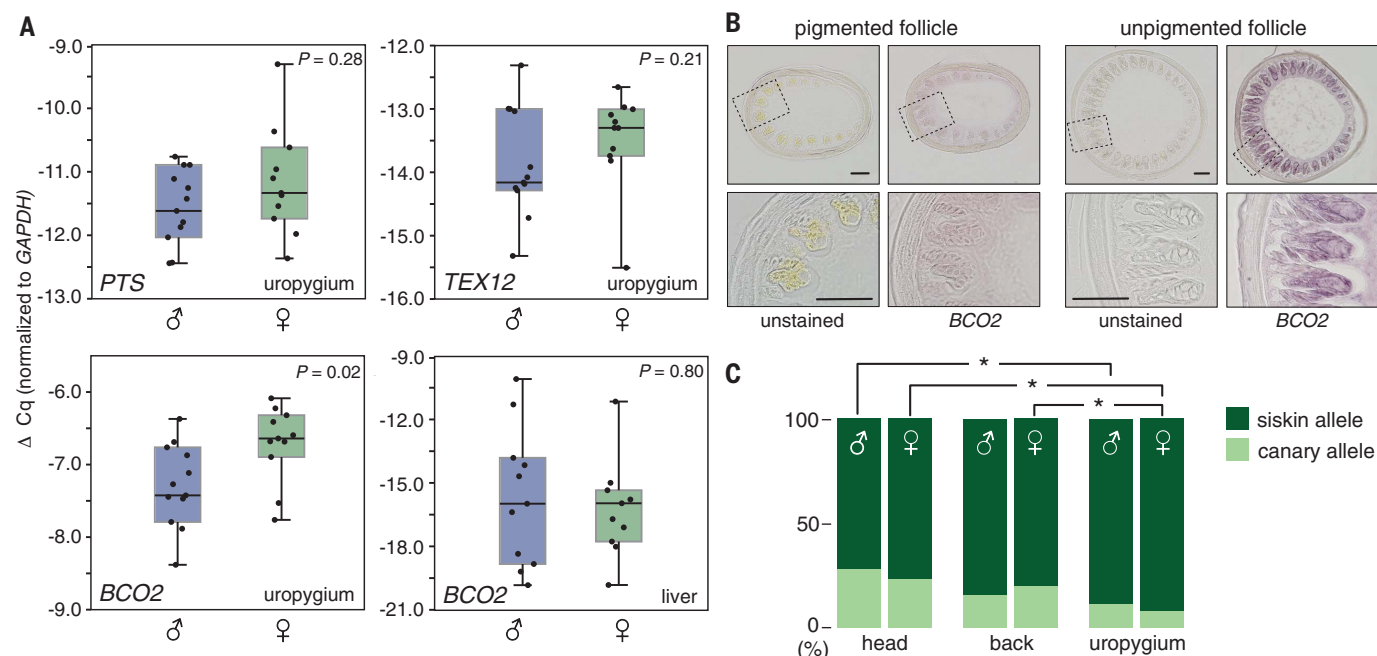 A
Δ Cq (normalized to GAPDH)
-9.0
-10.0
-11.0
-12.0
-13.0
P = 0.28
PTS
uropygium
♂
♀
-12.0
-13.0
-14.0
-15.0
-16.0
P = 0.21
TEX12
uropygium
♂
♀
-6.0
-7.0
-8.0
-9.0
P = 0.02
BCO2
uropygium
♂
♀
-9.0
-12.0
-15.0
-18.0
-21.0
P = 0.80
BCO2
liver
♂
♀
B
pigmented follicle
unpigmented follicle
unstained
BCO2
unstained
BCO2
C
*
*
*
100
50
0
(%)
♂ ♀ ♂ ♀ ♂ ♀
head
back
uropygium
siskin allele
canary allele